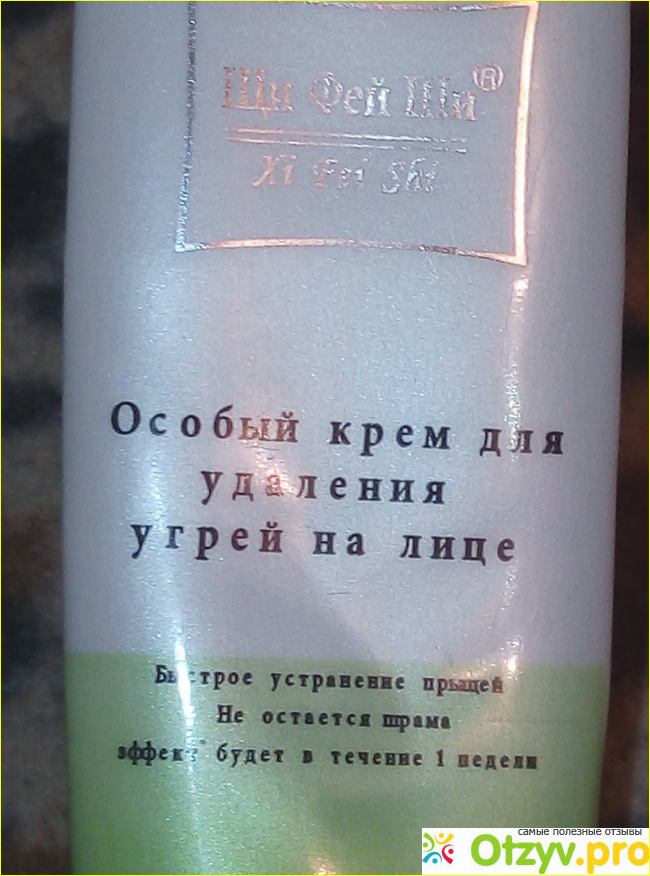 Щи Фей Ши®
Xi Fei Shi
Особый крем для
удаления
угрей на лице
Быстрое устранение прыщей
Не остается шрама
эффект будет в течение 1 недели
самые полезные отзывы
Otzyv.pro